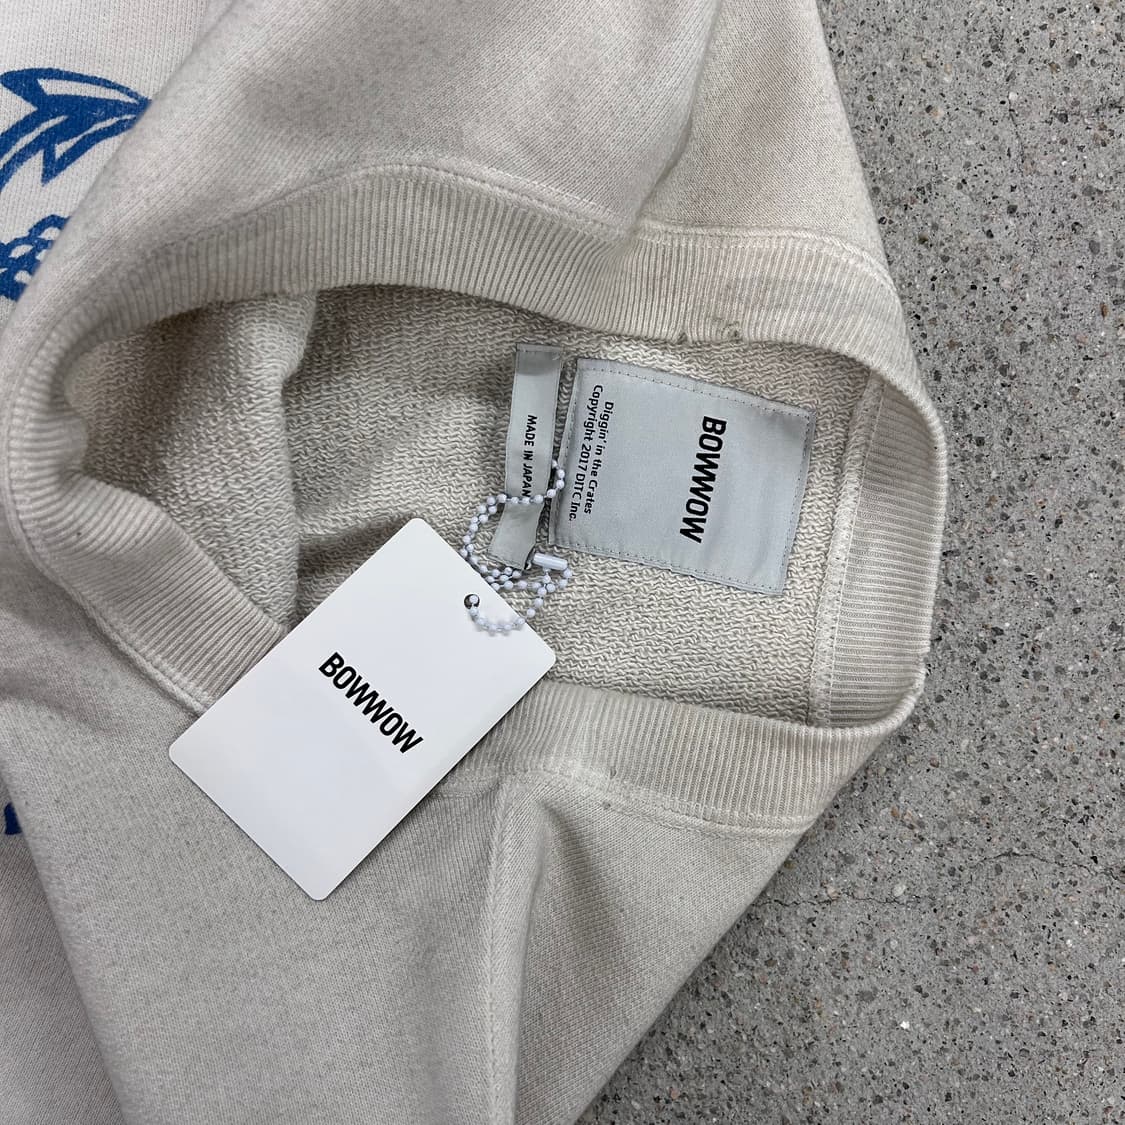 BOWWOW
Diggin' in the Crates
Copyright 2017 DITC Inc.
MADE IN JAPAN
BOWWOW